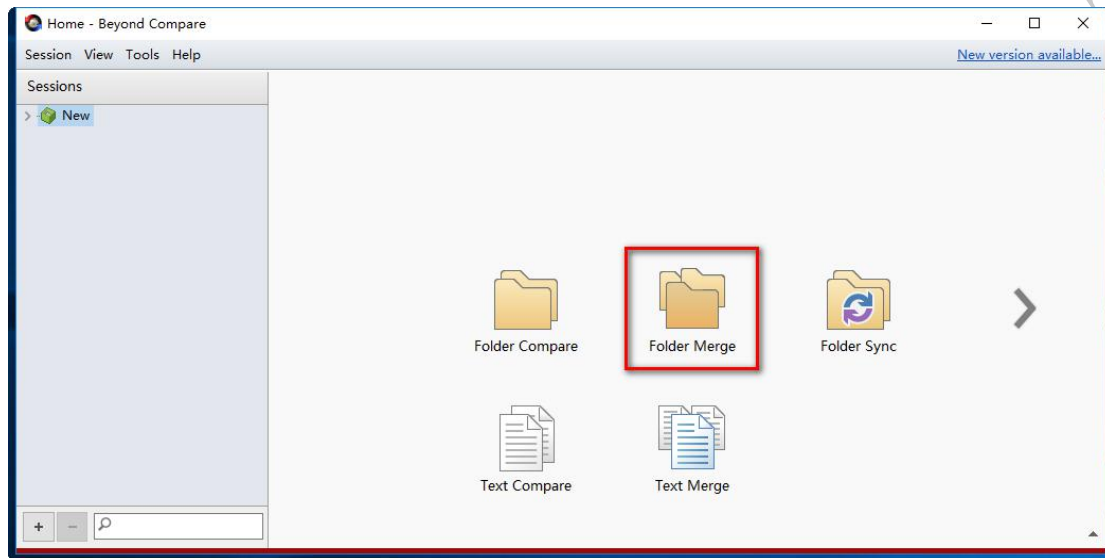 Home - Beyond Compare
Session View Tools Help
New version available...
Sessions
New
Folder Compare
Folder Merge
Folder Sync
Text Compare
Text Merge